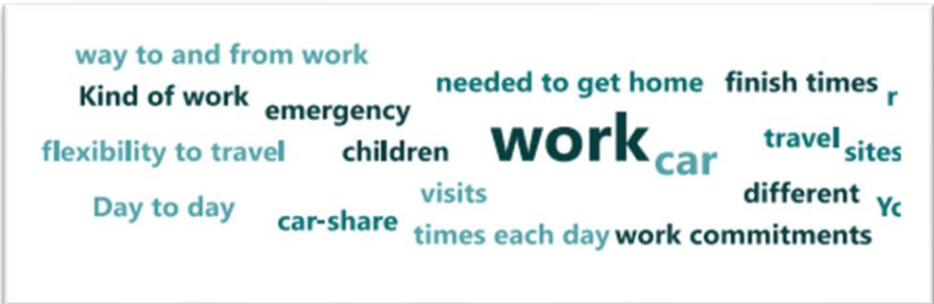 way to and from work
needed to get home finish times r
Kind of work emergency
work
flexibility to travel children car travel sites
visits different
Day to day car-share Yc
times each day work commitments